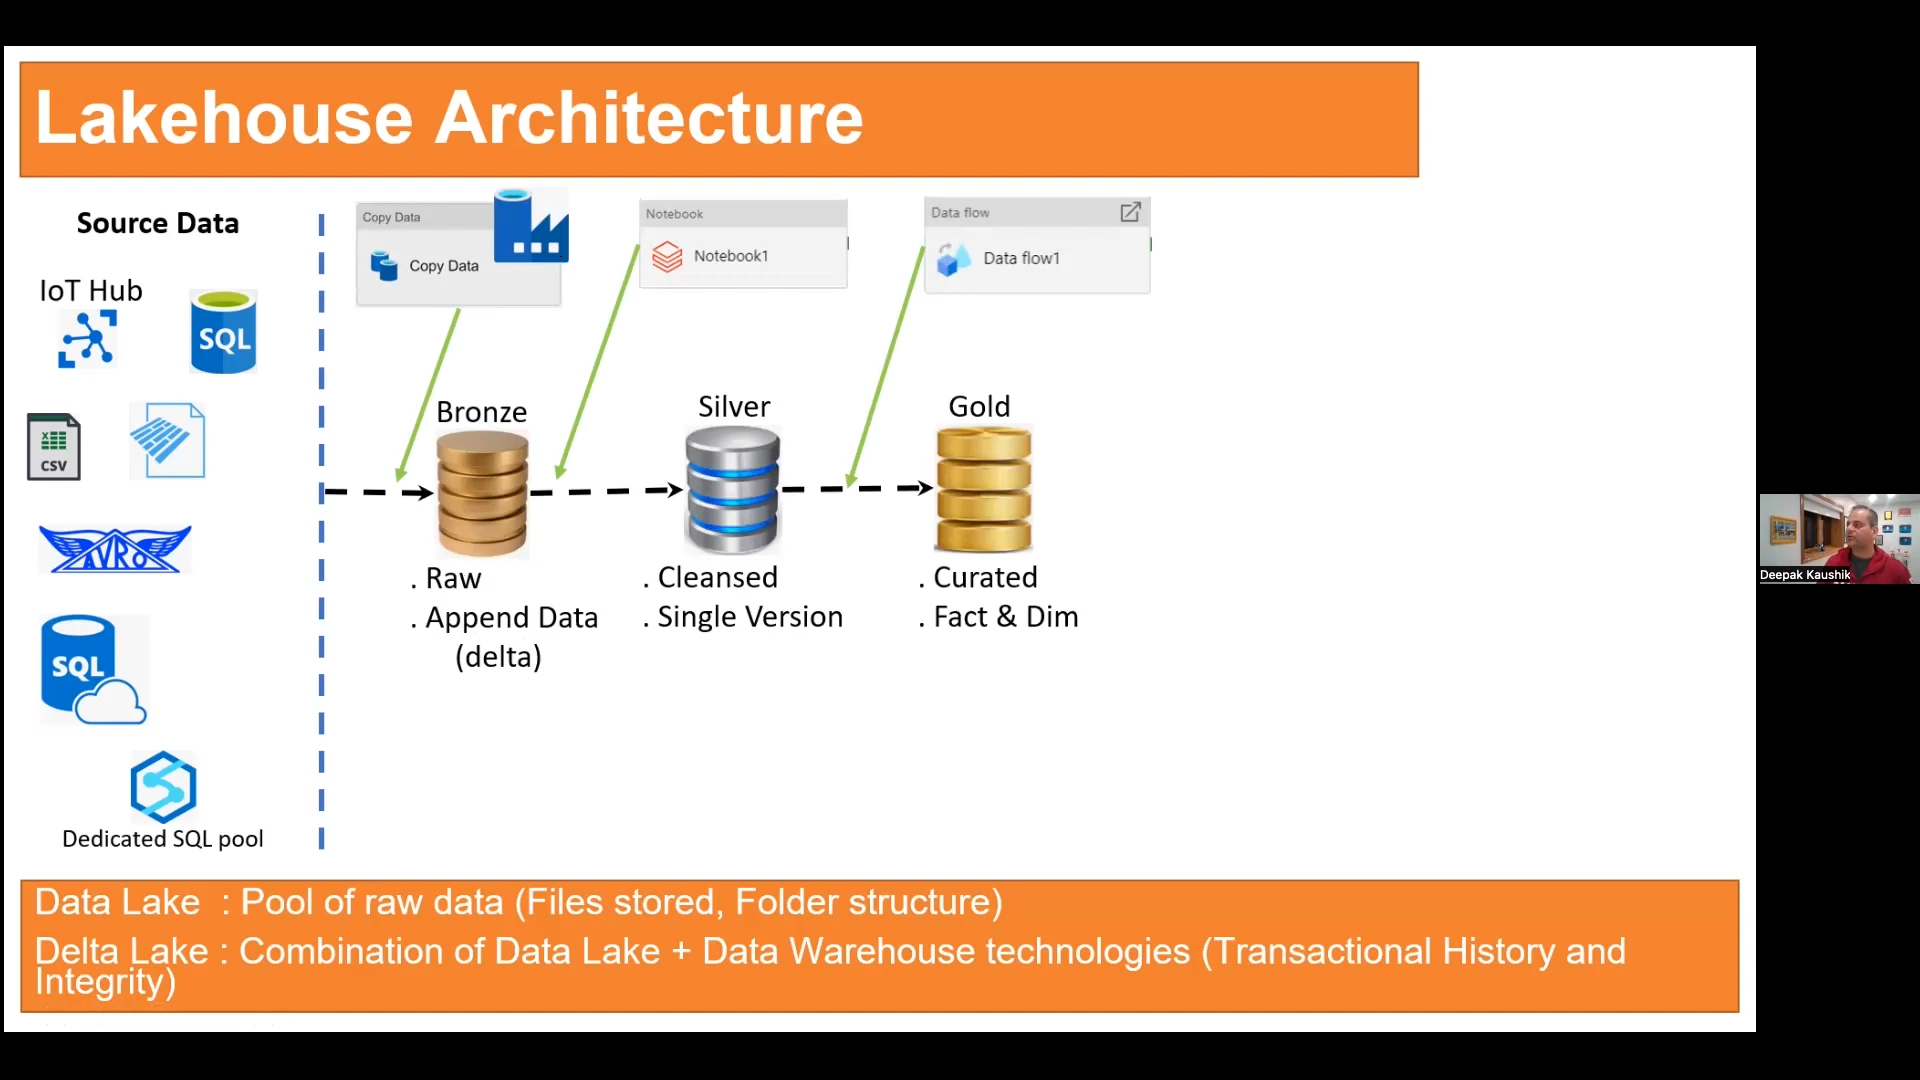 Lakehouse Architecture
Source Data
IoT Hub
SQL
CSV
AVRO
SQL
Dedicated SQL pool
Copy Data
Copy Data
Notebook
Notebook1
Data flow
Data flow1
Bronze
. Raw
. Append Data
(delta)
Silver
. Cleansed
. Single Version
Gold
. Curated
. Fact & Dim
Data Lake : Pool of raw data (Files stored, Folder structure)
Delta Lake : Combination of Data Lake + Data Warehouse technologies (Transactional History and
Integrity)
Deepak Kaushik